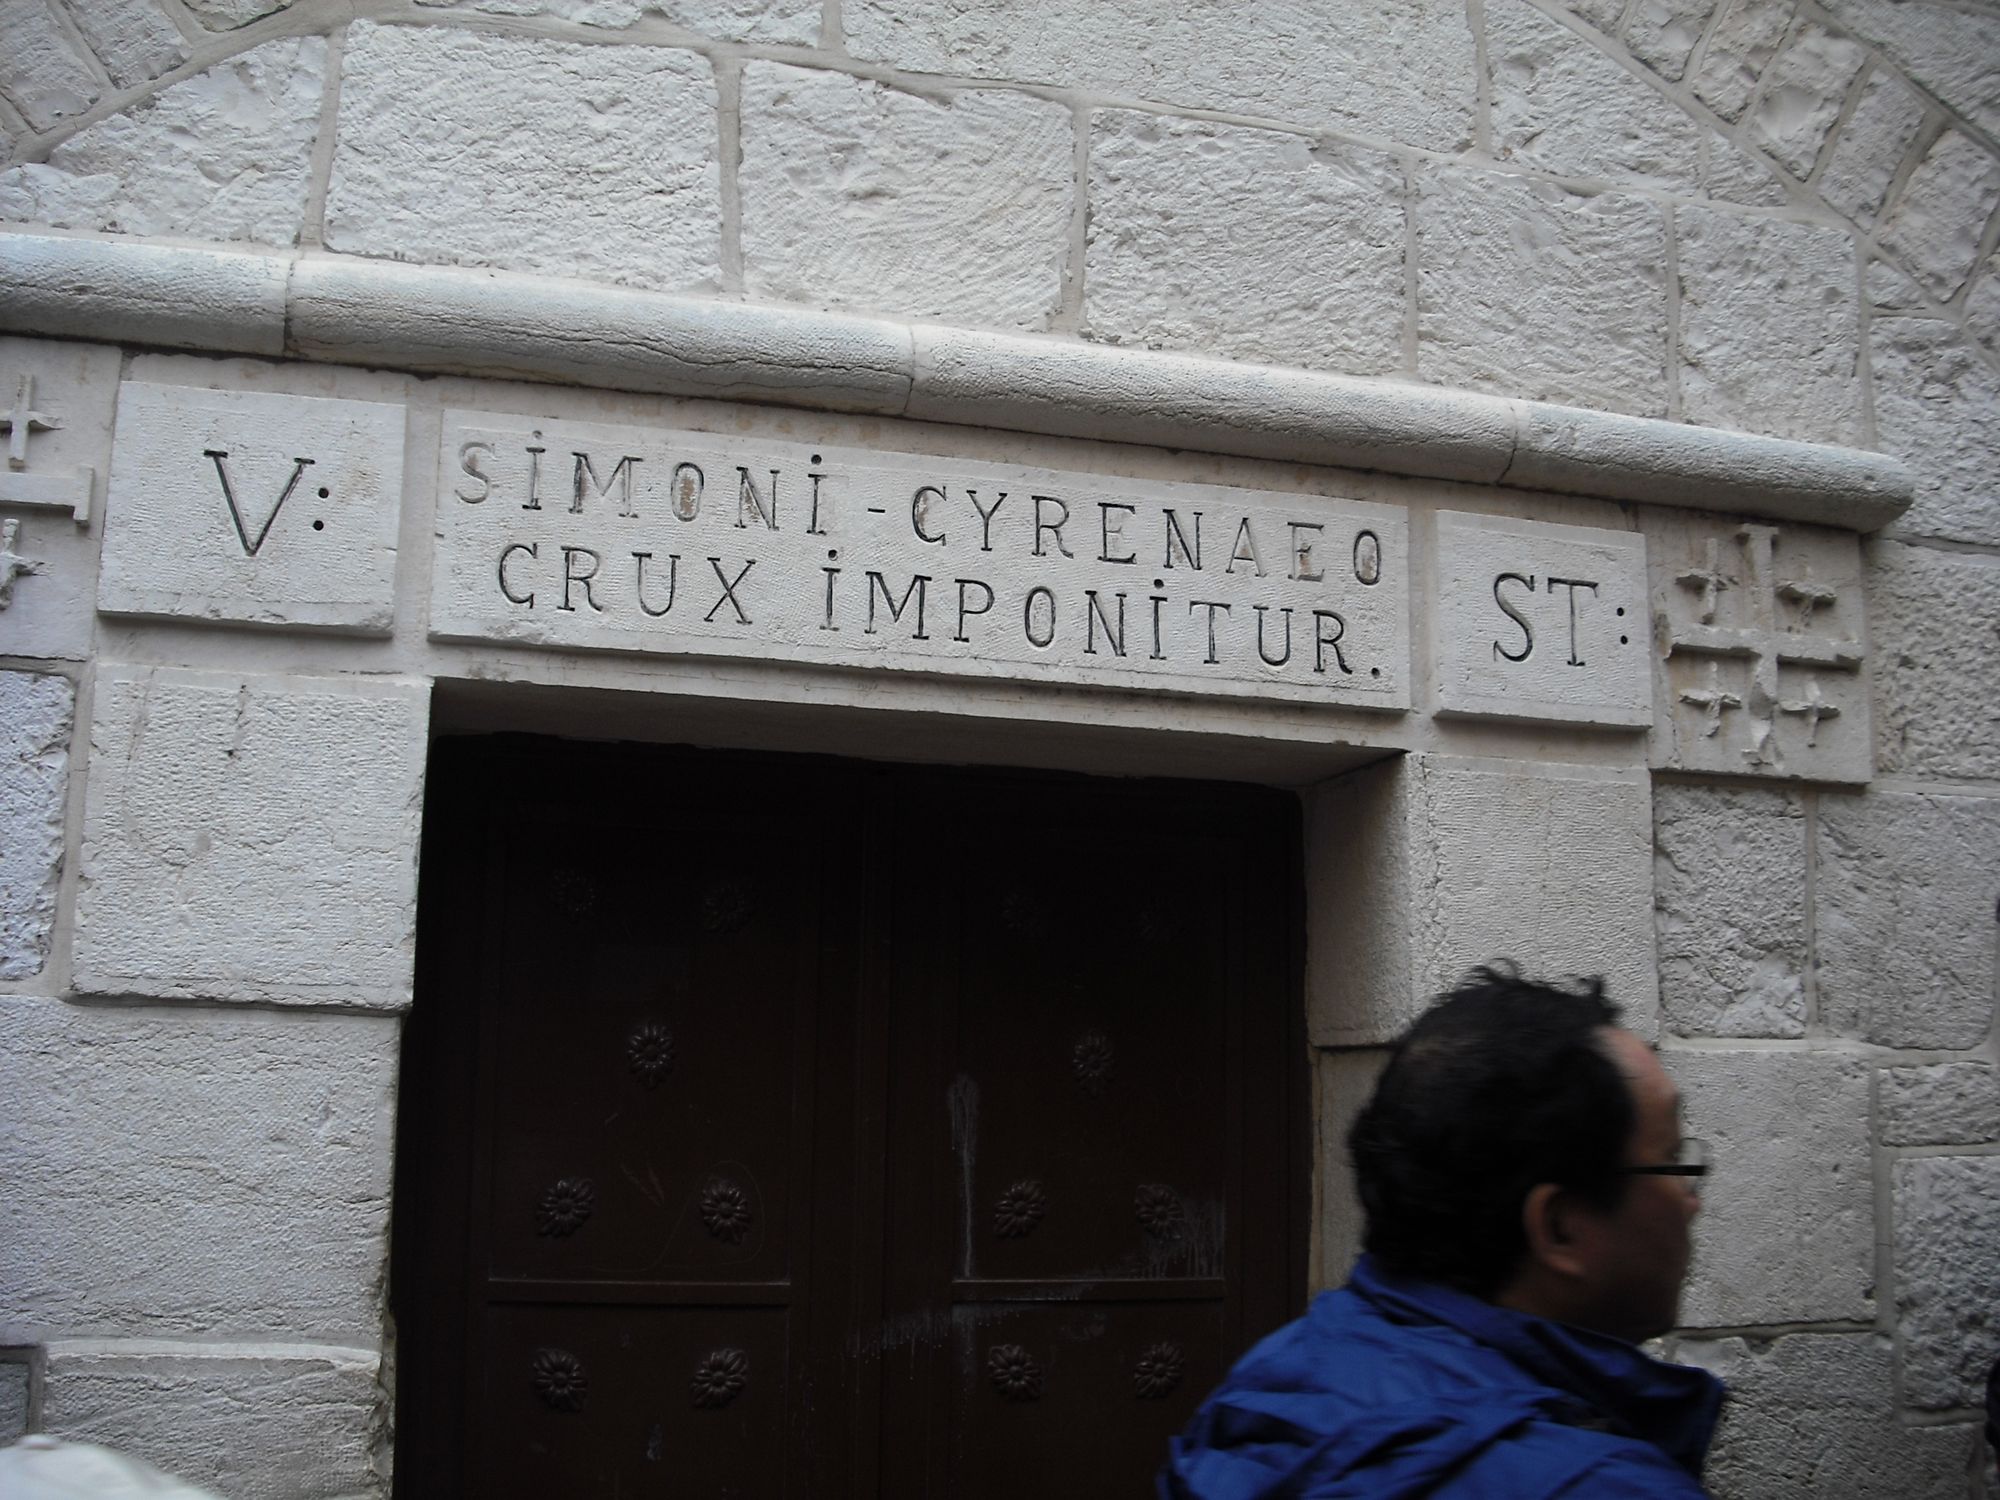 V:
SIMONI - CYRENAEO
CRUX IMPONITUR.
ST: